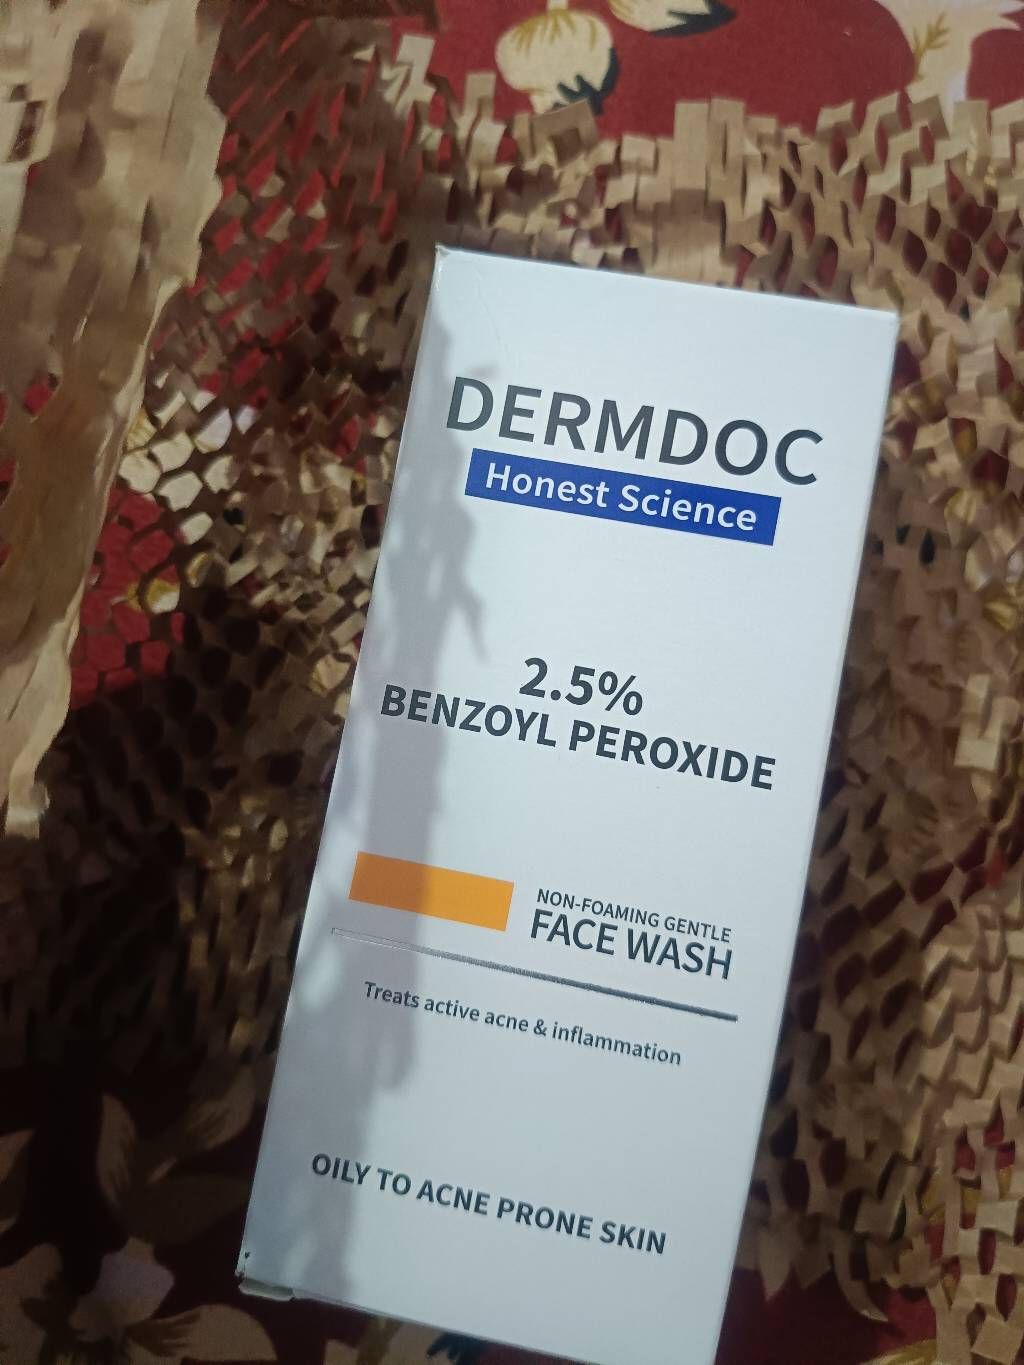 DERMDOC
Honest Science
2.5%
BENZOYL PEROXIDE
NON-FOAMING GENTLE
FACE WASH
Treats active acne & inflammation
OILY TO ACNE PRONE SKIN